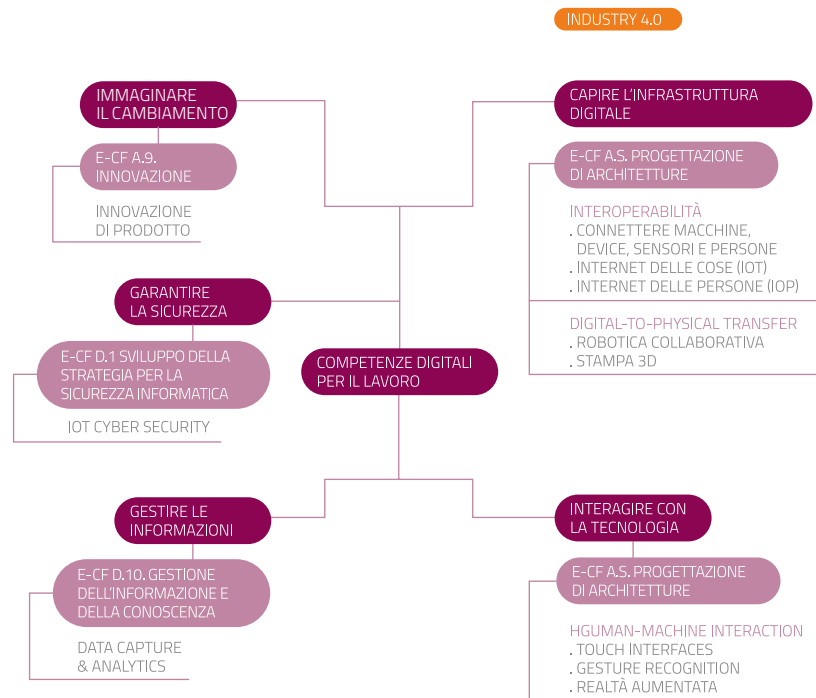 INDUSTRY 4.0
IMMAGINARE
IL CAMBIAMENTO
E-CF A.9.
INNOVAZIONE
INNOVAZIONE
DI PRODOTTO
CAPIRE L'INFRASTRUTTURA
DIGITALE
E-CF A.S. PROGETTAZIONE
DI ARCHITETTURE
INTEROPERABILITÀ
. CONNETTERE MACCHINE,
DEVICE, SENSORI E PERSONE
. INTERNET DELLE COSE (IOT)
. INTERNET DELLE PERSONE (IOP)
DIGITAL-TO-PHYSICAL TRANSFER
. ROBOTICA COLLABORATIVA
. STAMPA 3D
GARANTIRE
LA SICUREZZA
E-CF D.1 SVILUPPO DELLA
STRATEGIA PER LA
SICUREZZA INFORMATICA
IOT CYBER SECURITY
COMPETENZE DIGITALI
PER IL LAVORO
GESTIRE LE
INFORMAZIONI
E-CF D.10. GESTIONE
DELL'INFORMAZIONE E
DELLA CONOSCENZA
DATA CAPTURE
& ANALYTICS
INTERAGIRE CON
LA TECNOLOGIA
E-CF A.S. PROGETTAZIONE
DI ARCHITETTURE
HGUMAN-MACHINE INTERACTION
. TOUCH INTERFACES
. GESTURE RECOGNITION
. REALTÀ AUMENTATA